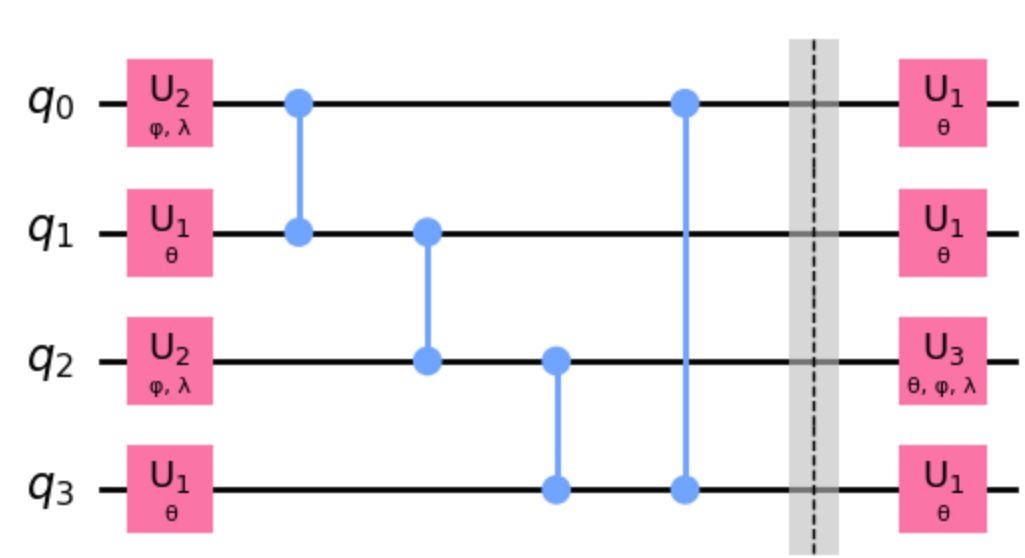 q0 U2 U1
φ, λ θ
q1 U1 U1
θ θ
q2 U2 U3
φ, λ θ, φ, λ
q3 U1 U1
θ θ